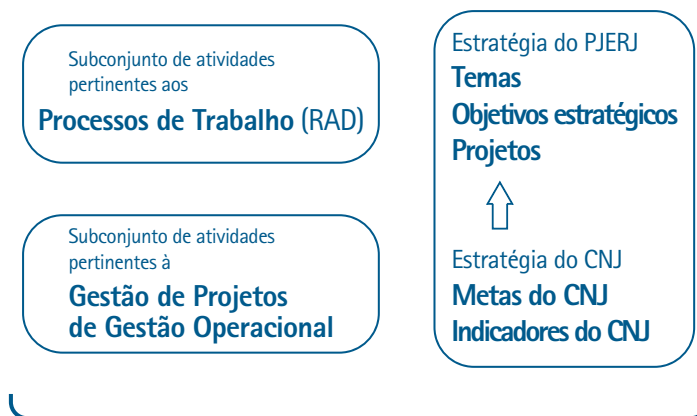 Subconjunto de atividades
pertinentes aos
Processos de Trabalho (RAD)
Subconjunto de atividades
pertinentes à
Gestão de Projetos
de Gestão Operacional
Estratégia do PJERJ
Temas
Objetivos estratégicos
Projetos
Estratégia do CNJ
Metas do CNJ
Indicadores do CNJ